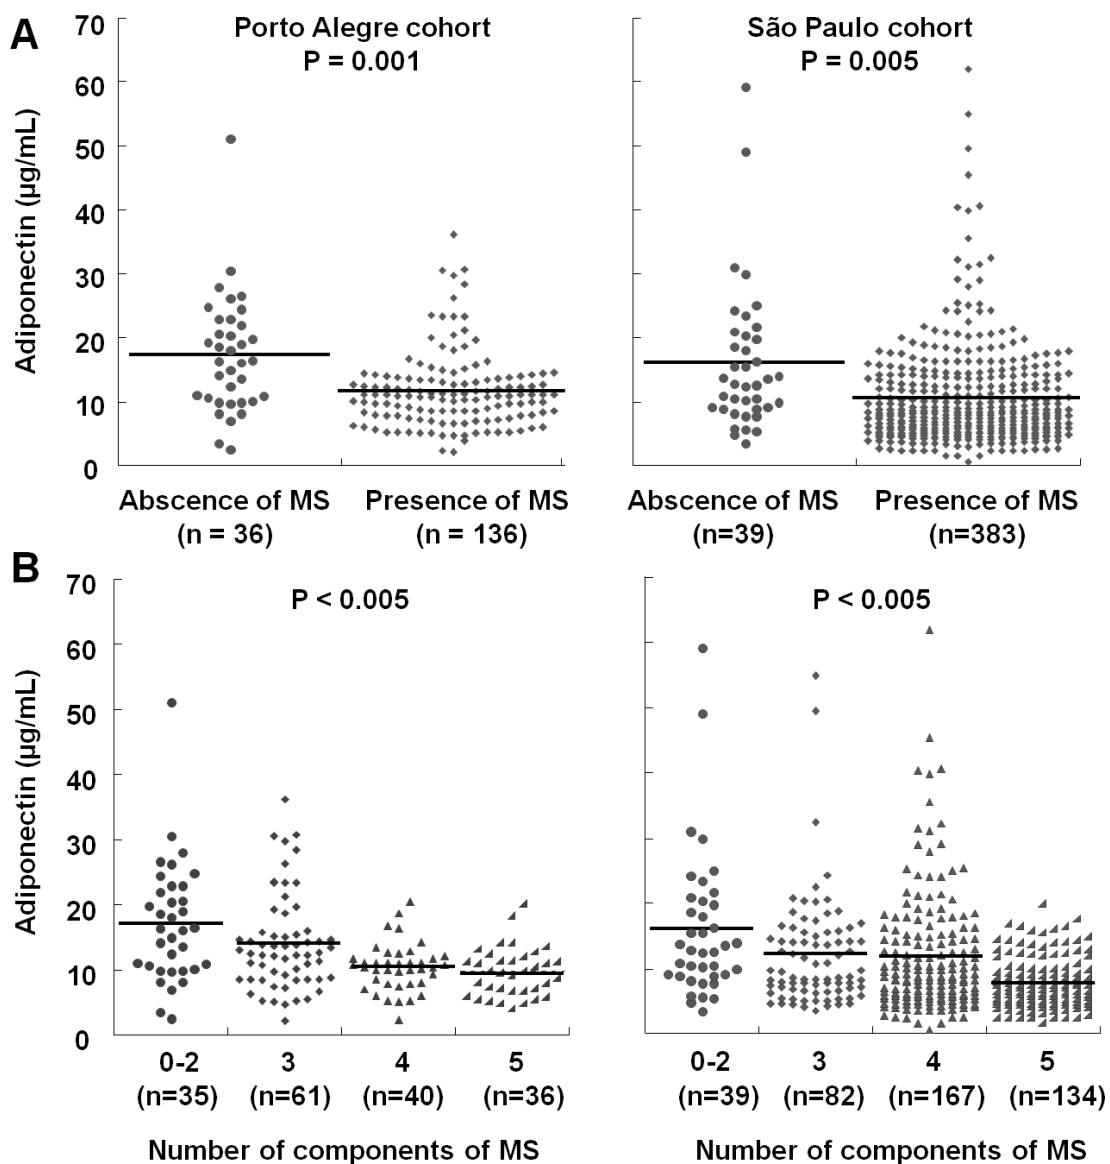 A
Porto Alegre cohort
P = 0.001
São Paulo cohort
P = 0.005
Adiponectin (µg/mL)
70
60
50
40
30
20
10
0
Abscence of MS
(n = 36)
Presence of MS
(n = 136)
Abscence of MS
(n=39)
Presence of MS
(n=383)
B
P < 0.005
P < 0.005
Adiponectin (µg/mL)
70
60
50
40
30
20
10
0
0-2
3
4
5
(n=35)
(n=61)
(n=40)
(n=36)
Number of components of MS
0-2
3
4
5
(n=39)
(n=82)
(n=167)
(n=134)
Number of components of MS